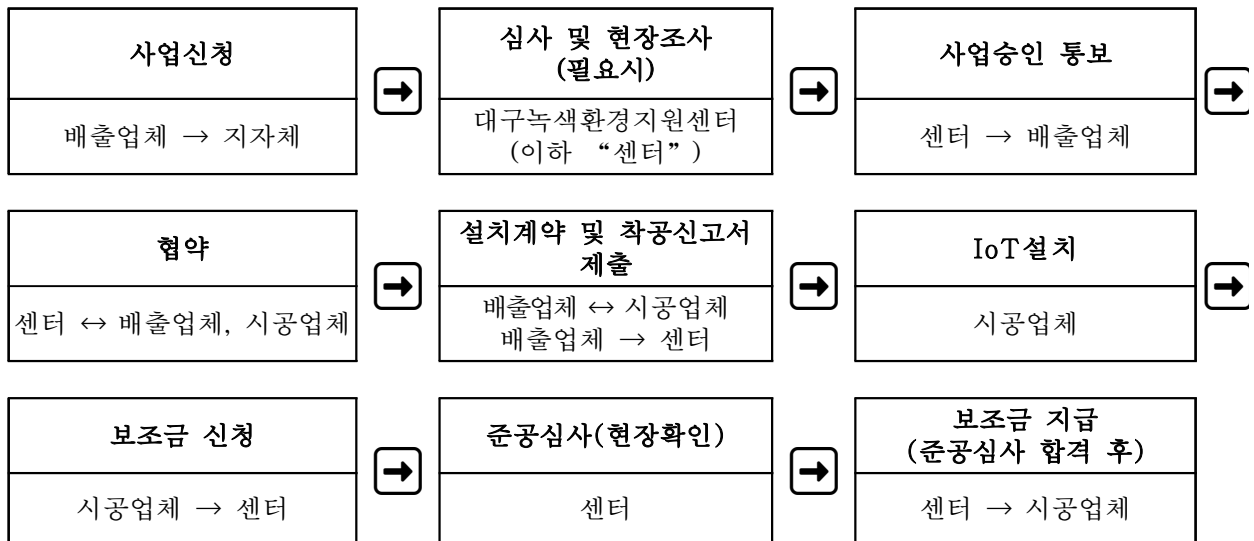 사업신청
배출업체 → 지자체
심사 및 현장조사
(필요시)
대구녹색환경지원센터
(이하 “센터”)
사업승인 통보
센터 → 배출업체
협약
센터 ↔ 배출업체, 시공업체
설치계약 및 착공신고서
제출
배출업체 ↔ 시공업체
배출업체 → 센터
IoT설치
시공업체
보조금 신청
시공업체 → 센터
준공심사(현장확인)
센터
보조금 지급
(준공심사 합격 후)
센터 → 시공업체